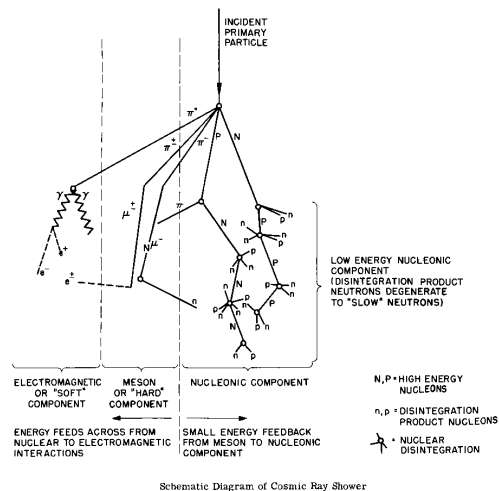 INCIDENT
PRIMARY
PARTICLE
π°
π±
π-
P
N
γ γ
μ±
π
N
N
μ-
e+
e-
e±
n
n
p
n
P
n
p
n
p
n
p
N
P
n
p
n
p
n
p
n
p
N
n
p
n
p
LOW ENERGY NUCLEONIC
COMPONENT
(DISINTEGRATION PRODUCT
NEUTRONS DEGENERATE
TO "SLOW" NEUTRONS)
ELECTROMAGNETIC
OR "SOFT"
COMPONENT
MESON
OR "HARD"
COMPONENT
NUCLEONIC COMPONENT
ENERGY FEEDS ACROSS FROM
NUCLEAR TO ELECTROMAGNETIC
INTERACTIONS
SMALL ENERGY FEEDBACK
FROM MESON TO NUCLEONIC
COMPONENT
N,P = HIGH ENERGY
NUCLEONS
n,p = DISINTEGRATION
PRODUCT NUCLEONS
= NUCLEAR
DISINTEGRATION
Schematic Diagram of Cosmic Ray Shower